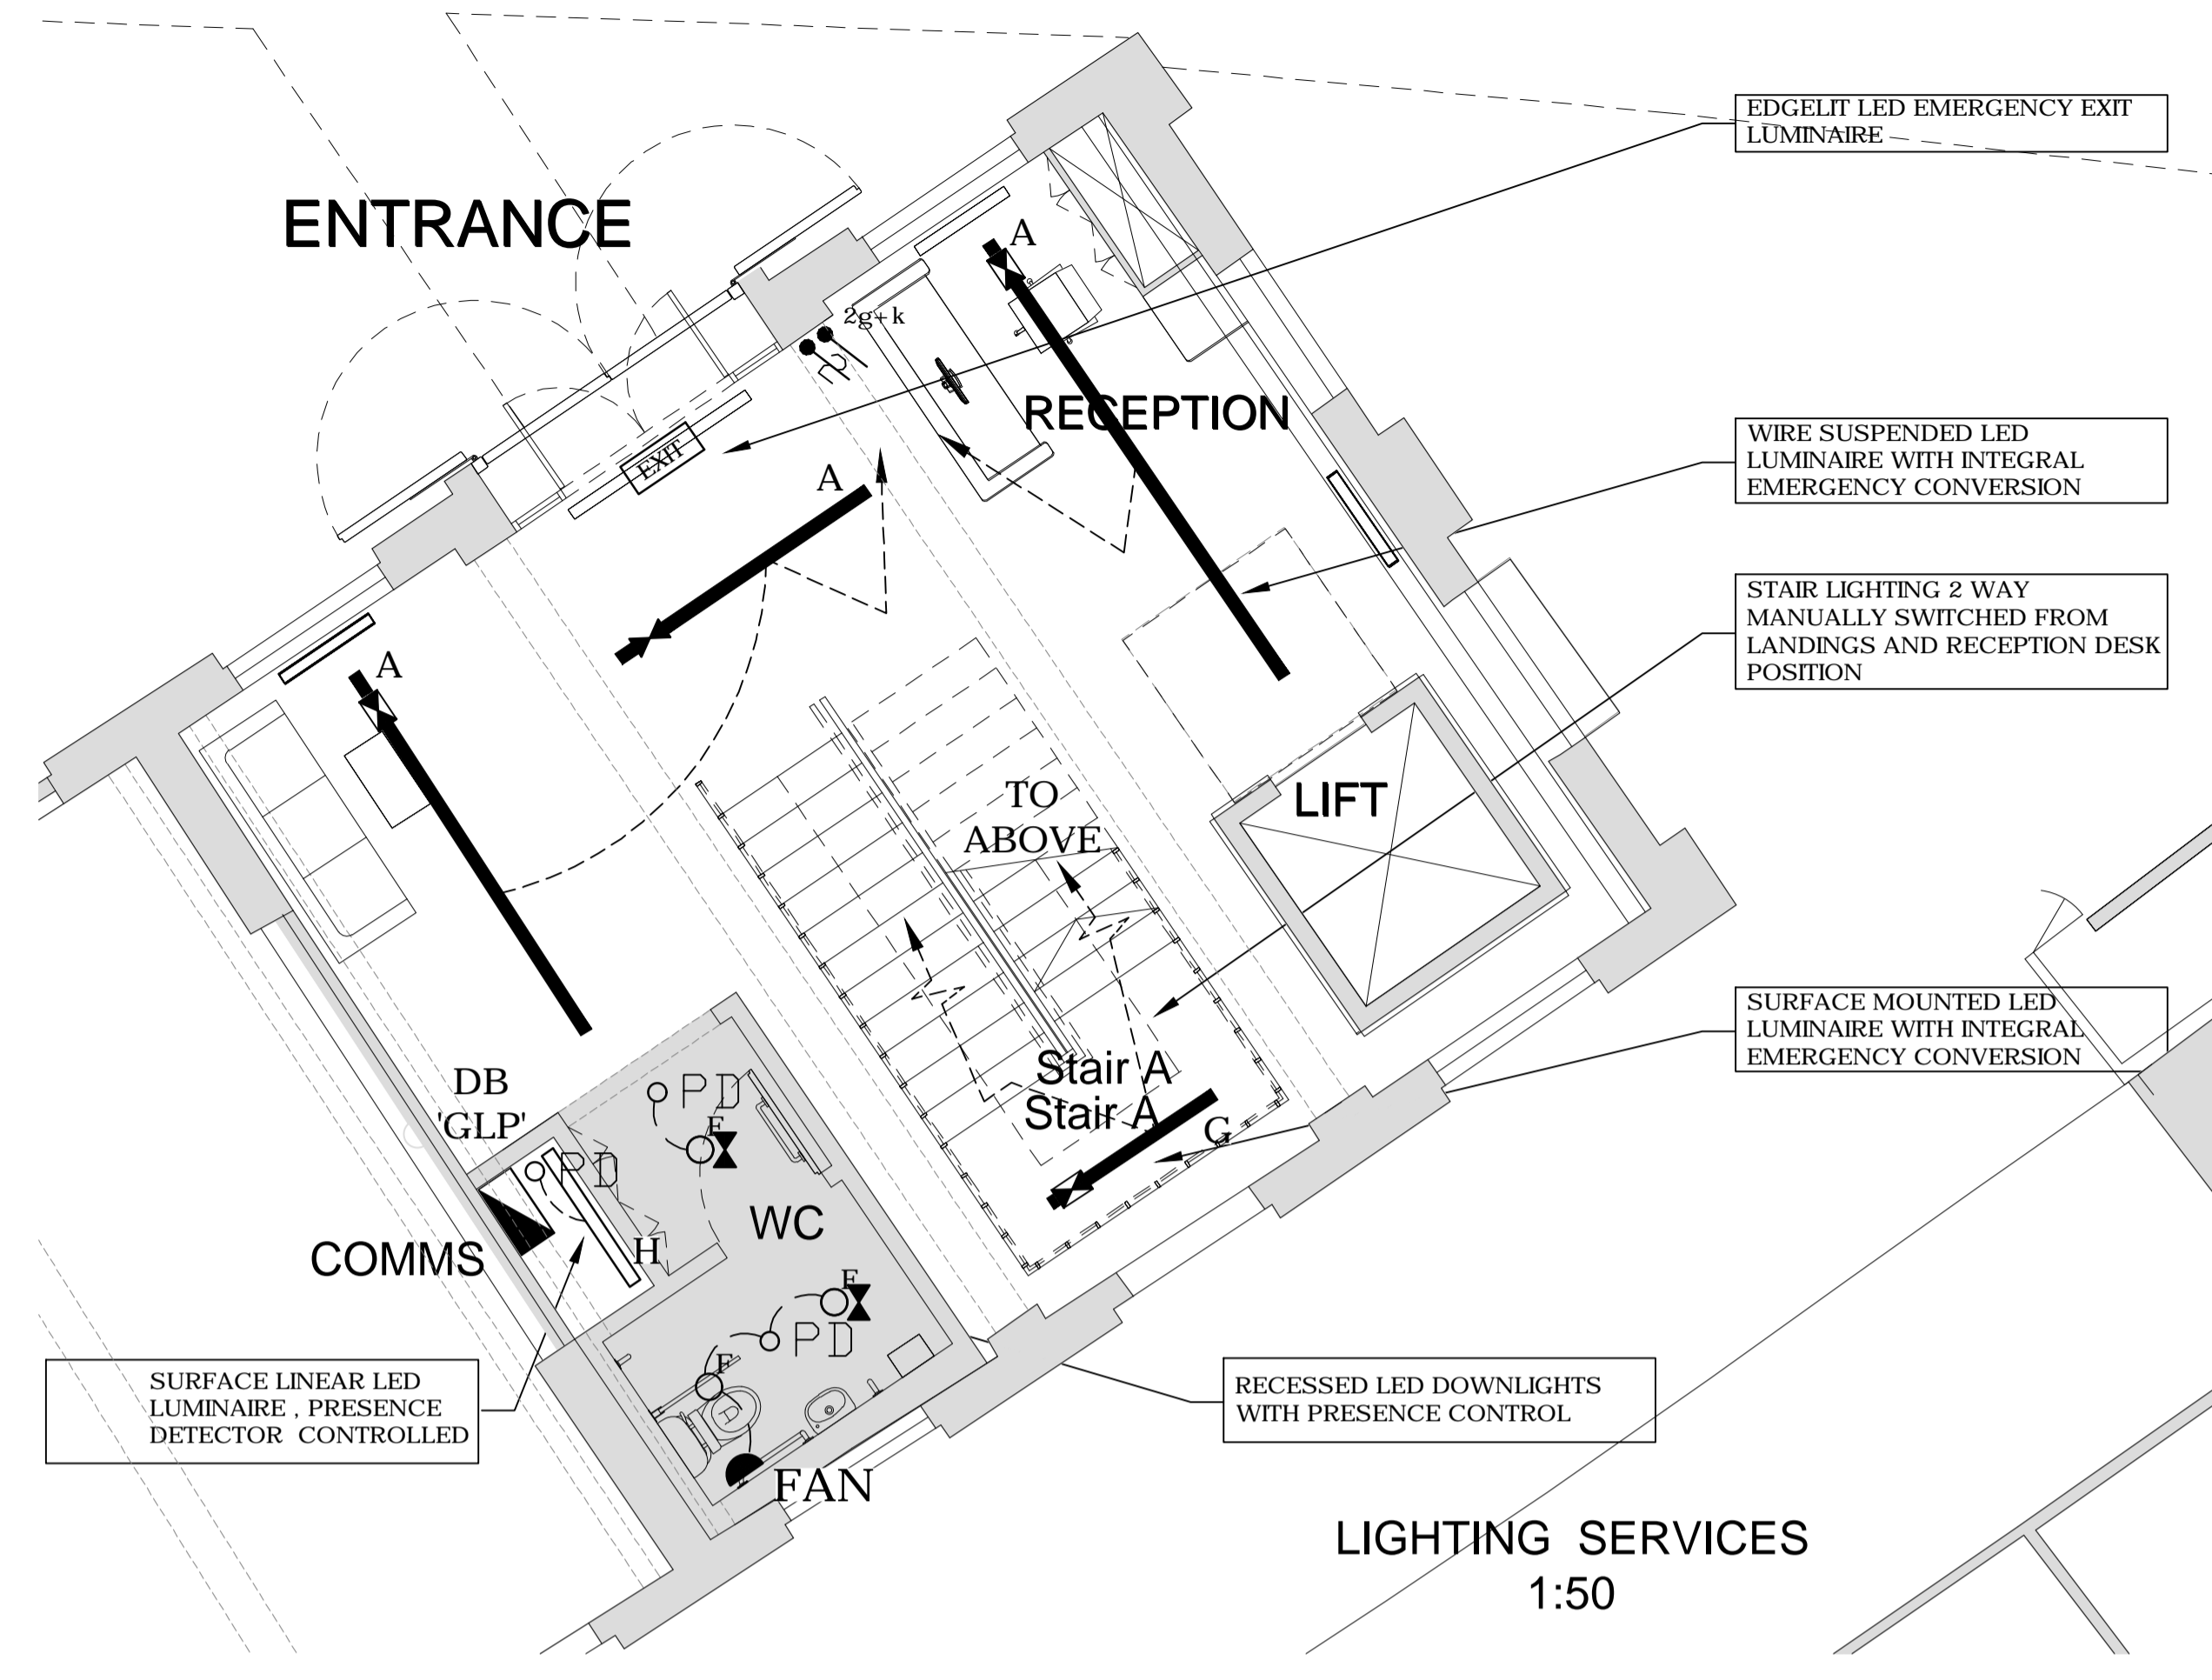 EDGELIT LED EMERGENCY EXIT
LUMINAIRE
ENTRANCE
A
2g+k
RECEPTION
EXIT
A
WIRE SUSPENDED LED
LUMINAIRE WITH INTEGRAL
EMERGENCY CONVERSION
STAIR LIGHTING 2 WAY
MANUALLY SWITCHED FROM
LANDINGS AND RECEPTION DESK
POSITION
A
TO
ABOVE
LIFT
SURFACE MOUNTED LED
LUMINAIRE WITH INTEGRAL
EMERGENCY CONVERSION
Stair A
Stair A
G
DB
'GLP'
PD
F
PD
WC
H
COMMS
F
PD
F
SURFACE LINEAR LED
LUMINAIRE , PRESENCE
DETECTOR CONTROLLED
RECESSED LED DOWNLIGHTS
WITH PRESENCE CONTROL
FAN
LIGHTING SERVICES
1:50